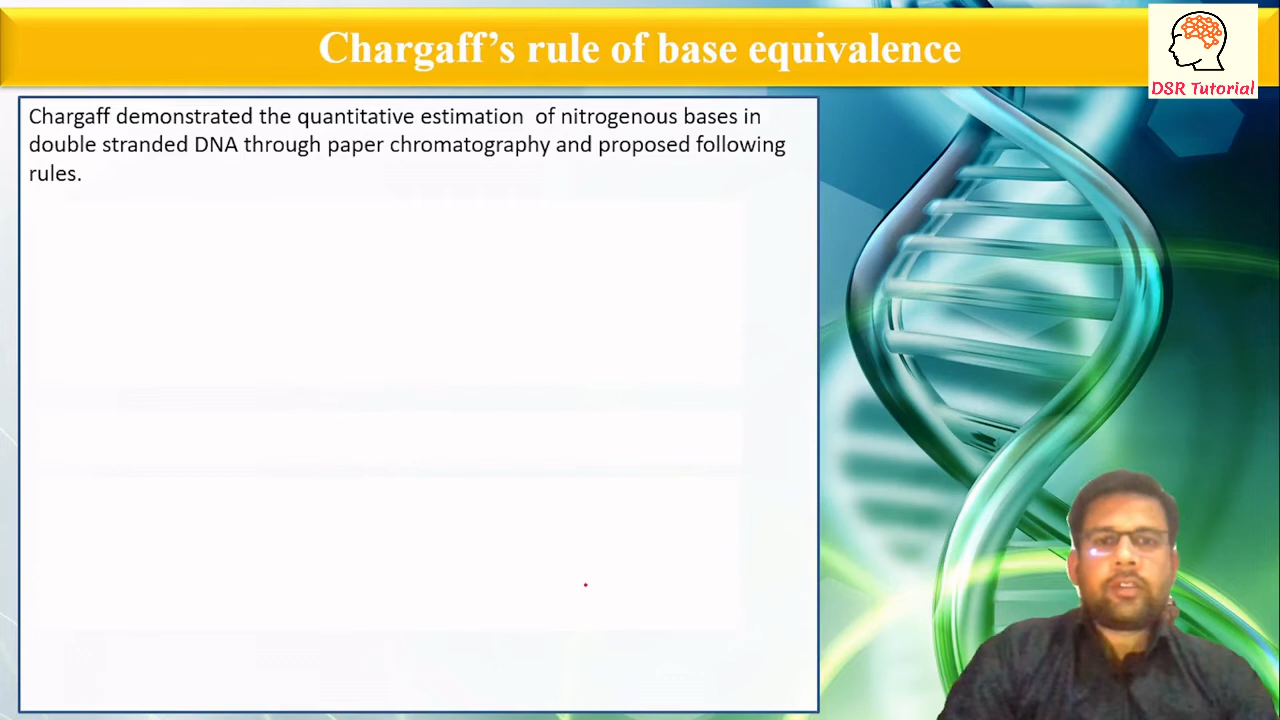 Chargaff’s rule of base equivalence
DSR Tutorial
Chargaff demonstrated the quantitative estimation  of nitrogenous bases in
double stranded DNA through paper chromatography and proposed following
rules.